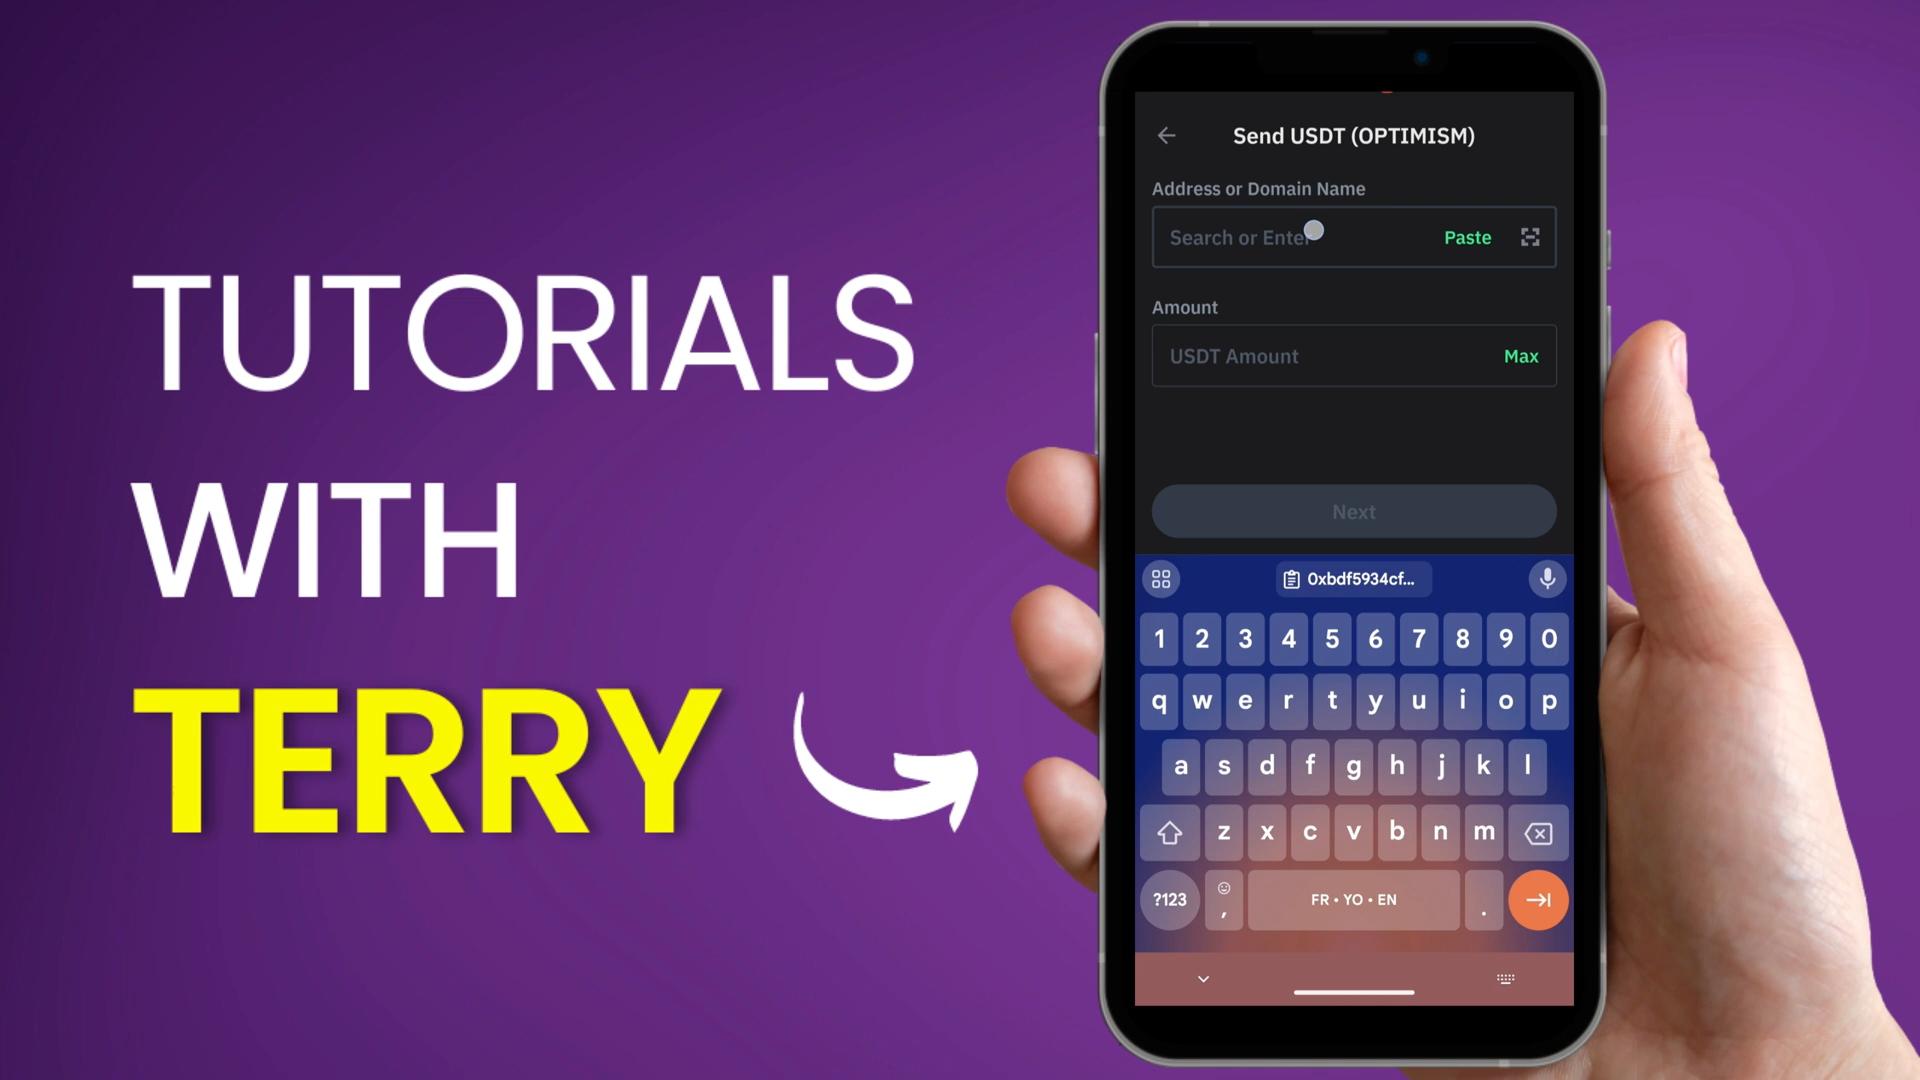 TUTORIALS
WITH
TERRY
Send USDT (OPTIMISM)
Address or Domain Name
Search or Enter Paste
Amount
USDT Amount Max
Next
0xbdf5934cf...
1 2 3 4 5 6 7 8 9 0
q w e r t y u i o p
a s d f g h j k l
z x c v b n m
?123 , FR • YO • EN .